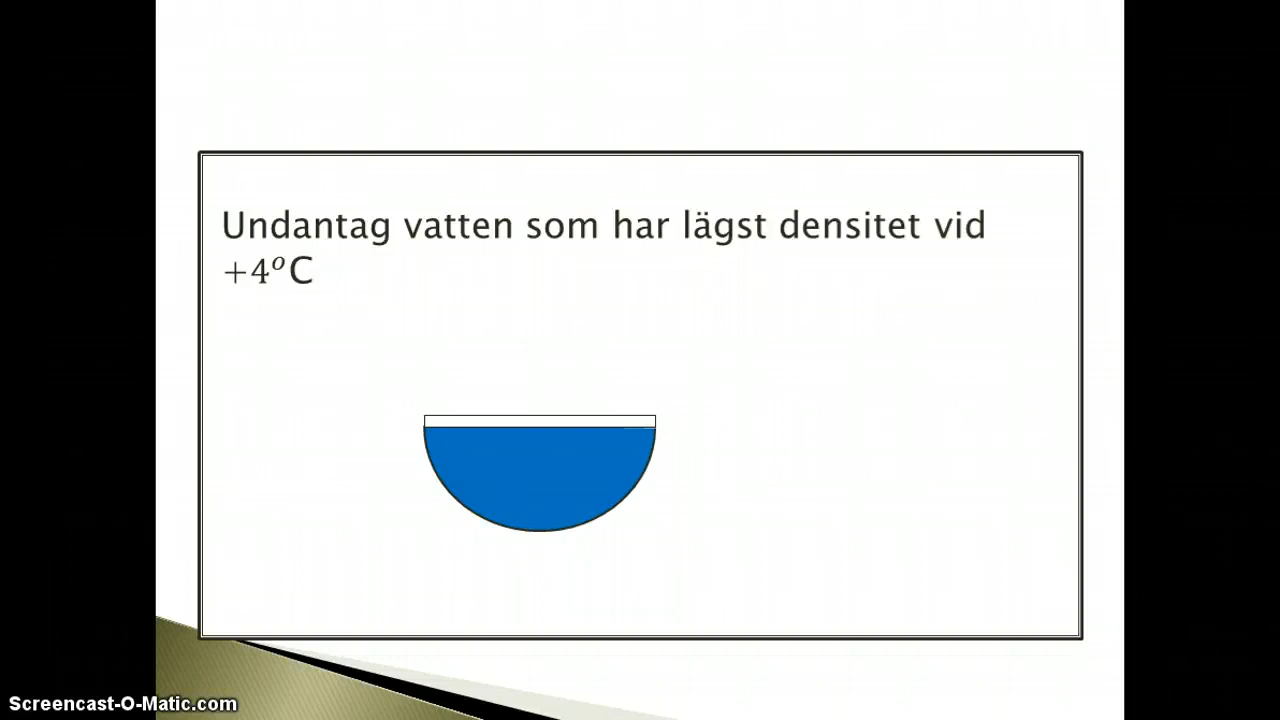 Undantag vatten som har lägst densitet vid
+4ºC
Screencast-O-Matic.com